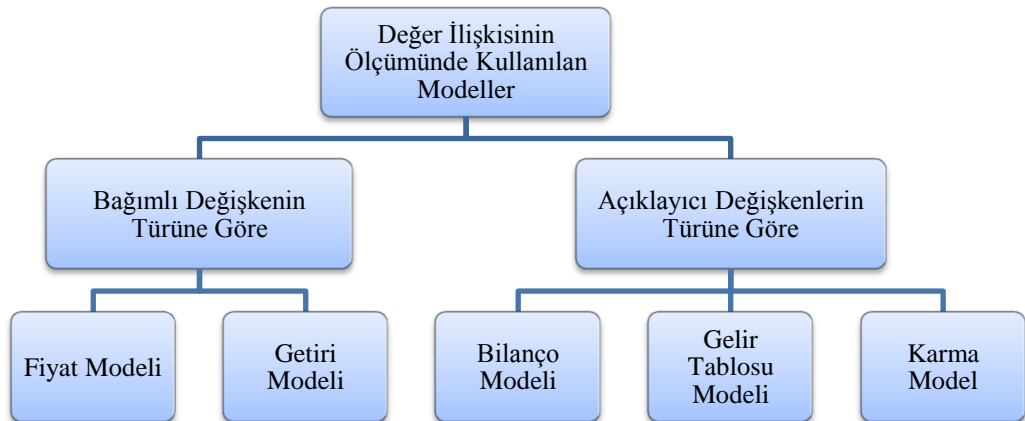 Değer İlişkisinin
Ölçümünde Kullanılan
Modeller
Bağımlı Değişkenin
Türüne Göre
Açıklayıcı Değişkenlerin
Türüne Göre
Fiyat Modeli
Getiri
Modeli
Bilanço
Modeli
Gelir
Tablosu
Modeli
Karma
Model